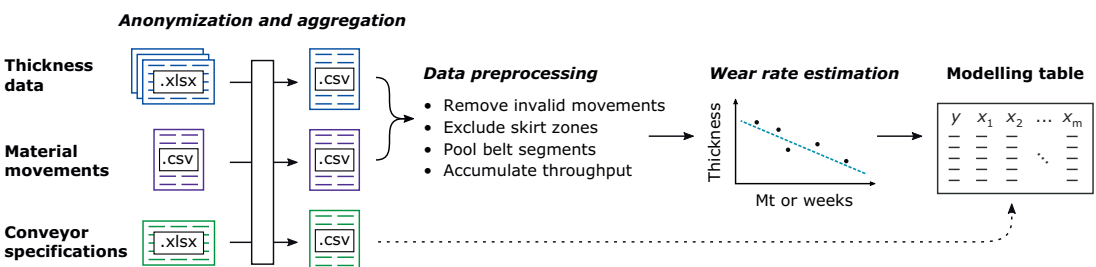 Anonymization and aggregation
Thickness
data
.xlsx
.csv
Material
movements
.csv
.csv
Conveyor
specifications
.xlsx
.csv
Data preprocessing
• Remove invalid movements
• Exclude skirt zones
• Pool belt segments
• Accumulate throughput
Wear rate estimation
Thickness
Mt or weeks
Modelling table
y x1 x2 ... xm